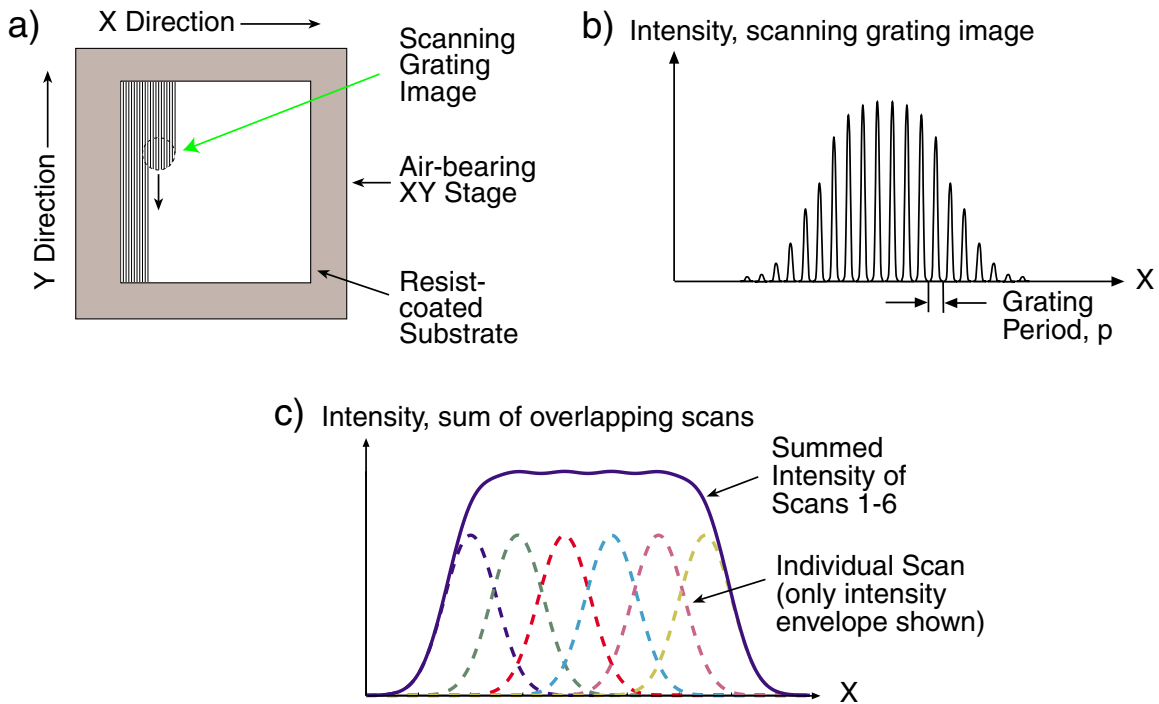 a)
X Direction
Y Direction
Scanning
Grating
Image
Air-bearing
XY Stage
Resist-
coated
Substrate
b)
Intensity, scanning grating image
X
Grating
Period, p
c)
Intensity, sum of overlapping scans
Summed
Intensity of
Scans 1-6
Individual Scan
(only intensity
envelope shown)
X